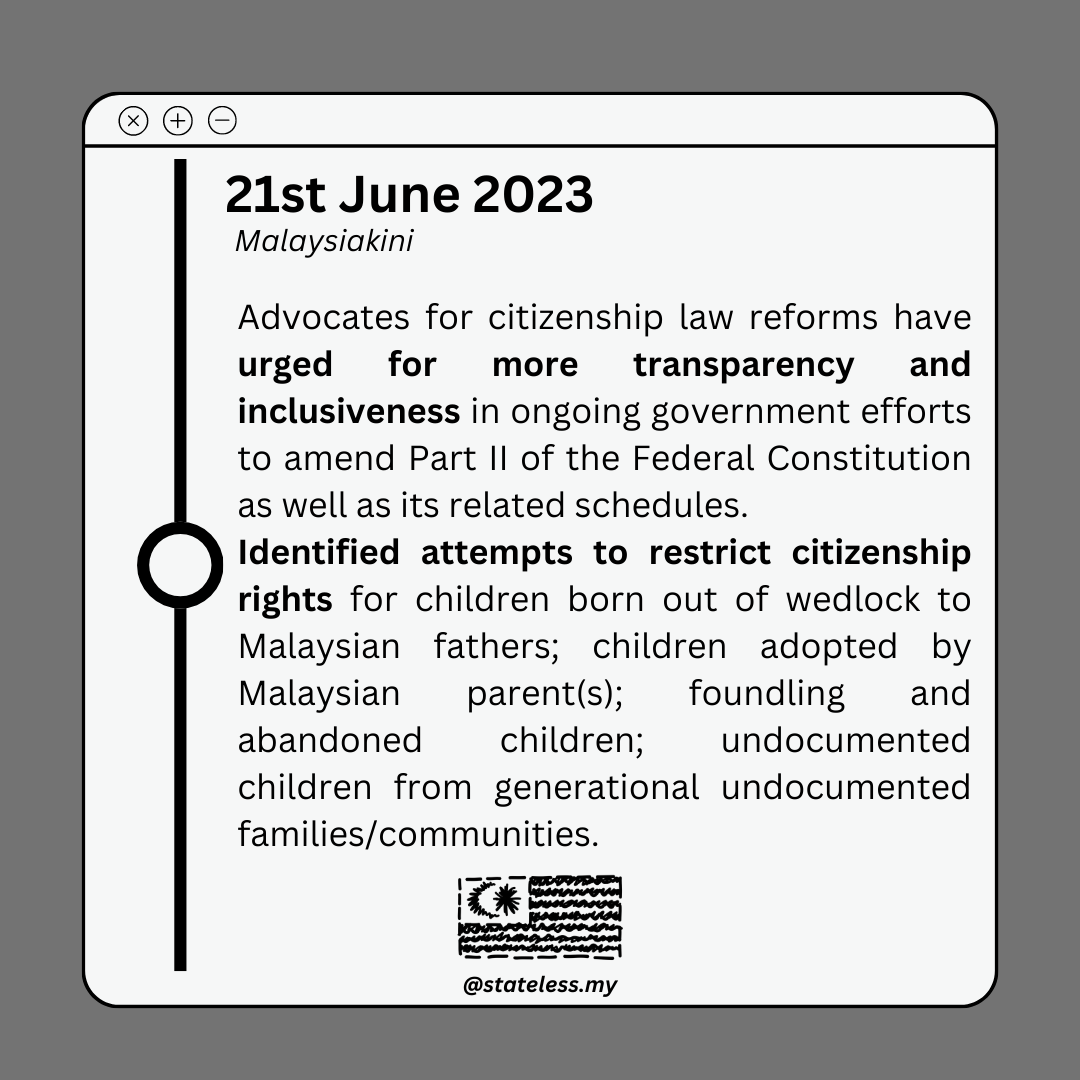 21st June 2023
Malaysiakini
Advocates for citizenship law reforms have
urged for more transparency and
inclusiveness in ongoing government efforts
to amend Part II of the Federal Constitution
as well as its related schedules.
Identified attempts to restrict citizenship
rights for children born out of wedlock to
Malaysian fathers; children adopted by
Malaysian parent(s); foundling and
abandoned children; undocumented
children from generational undocumented
families/communities.
@stateless.my